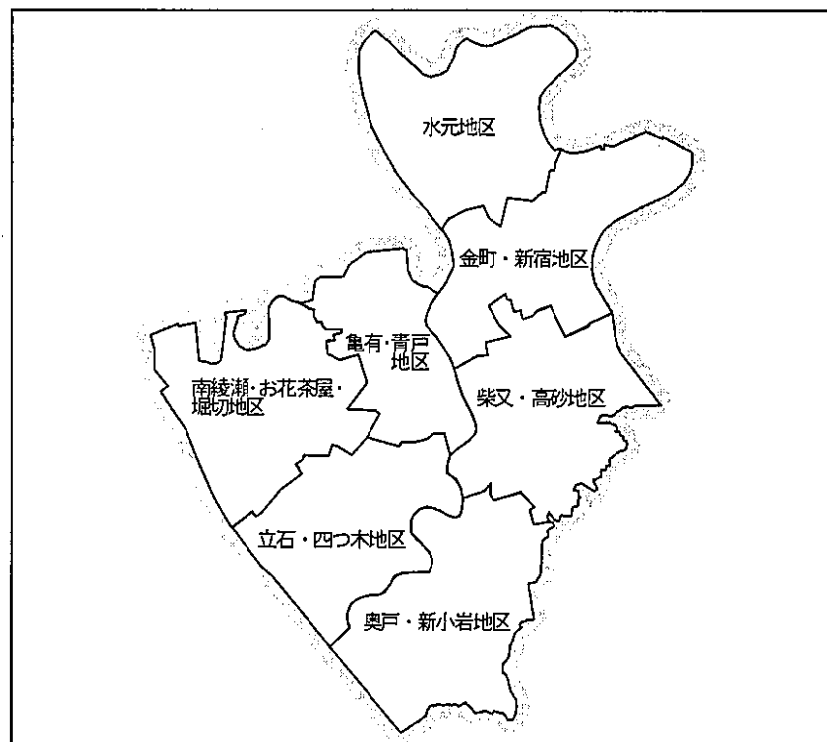 水元地区
金町・新宿地区
亀有・青戸
地区
南綾瀬・お花茶屋・
堀切地区
柴又・高砂地区
立石・四つ木地区
奥戸・新小岩地区